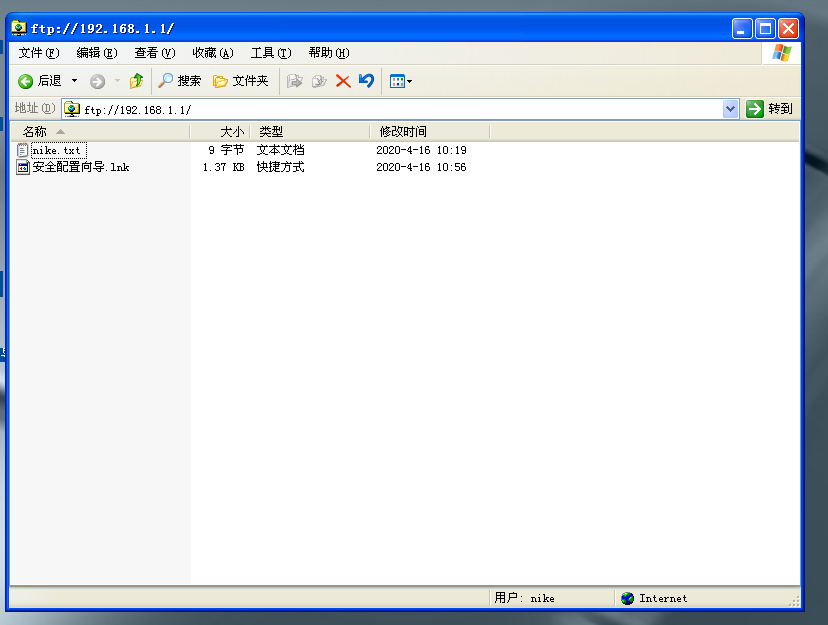 ftp://192.168.1.1/
文件(F) 编辑(E) 查看(V) 收藏(A) 工具(T) 帮助(H)
后退 搜索 文件夹
地址(D) ftp://192.168.1.1/ 转到
名称 大小 类型 修改时间
nike.txt 9 字节 文本文档 2020-4-16 10:19
安全配置向导.lnk 1.37 KB 快捷方式 2020-4-16 10:56
用户: nike Internet